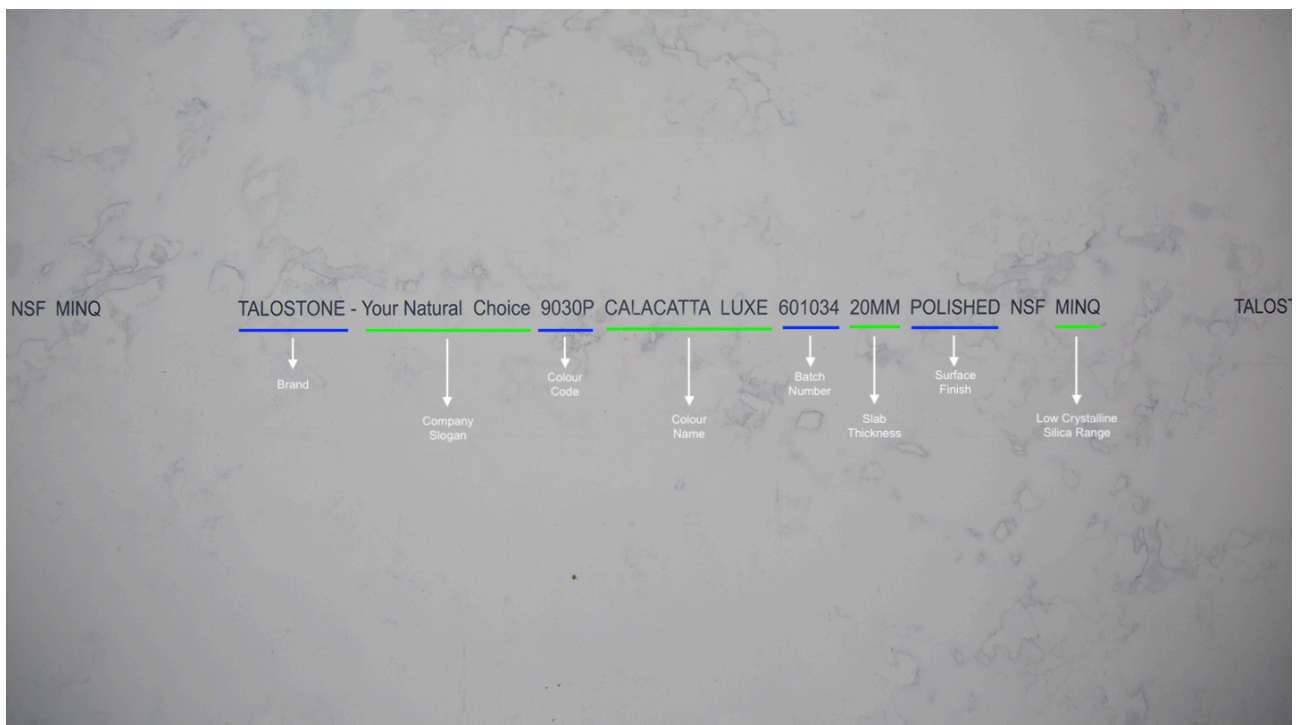 NSF MINQ TALOSTONE - Your Natural Choice 9030P CALACATTA LUXE 601034 20MM POLISHED NSF MINQ TALOST
Brand
Company
Slogan
Colour
Code
Colour
Name
Batch
Number
Slab
Thickness
Surface
Finish
Low Crystalline
Silica Range